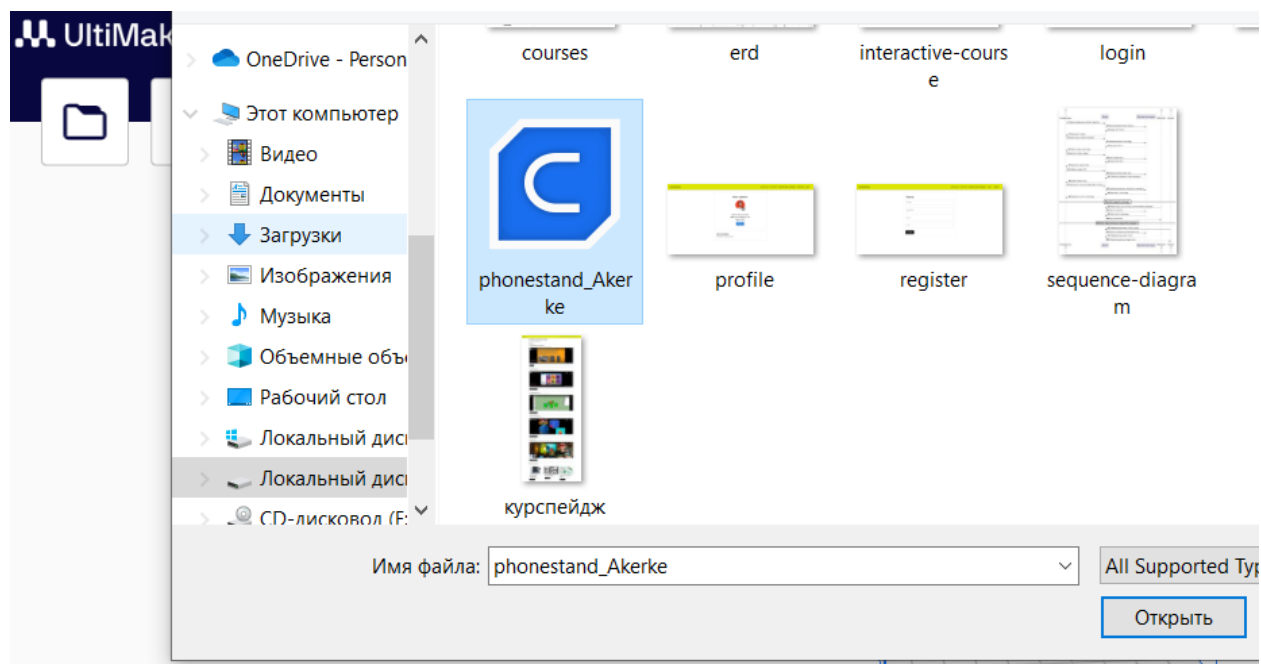 UltiMak
OneDrive - Person
Этот компьютер
Видео
Документы
Загрузки
Изображения
Музыка
Объемные объ
Рабочий стол
Локальный дис
Локальный дис
CD-дисковод (F:
courses
erd
interactive-cours
e
login
phonestand_Aker
ke
profile
register
sequence-diagra
m
курспейдж
Имя файла:
phonestand_Akerke
All Supported Typ
Открыть